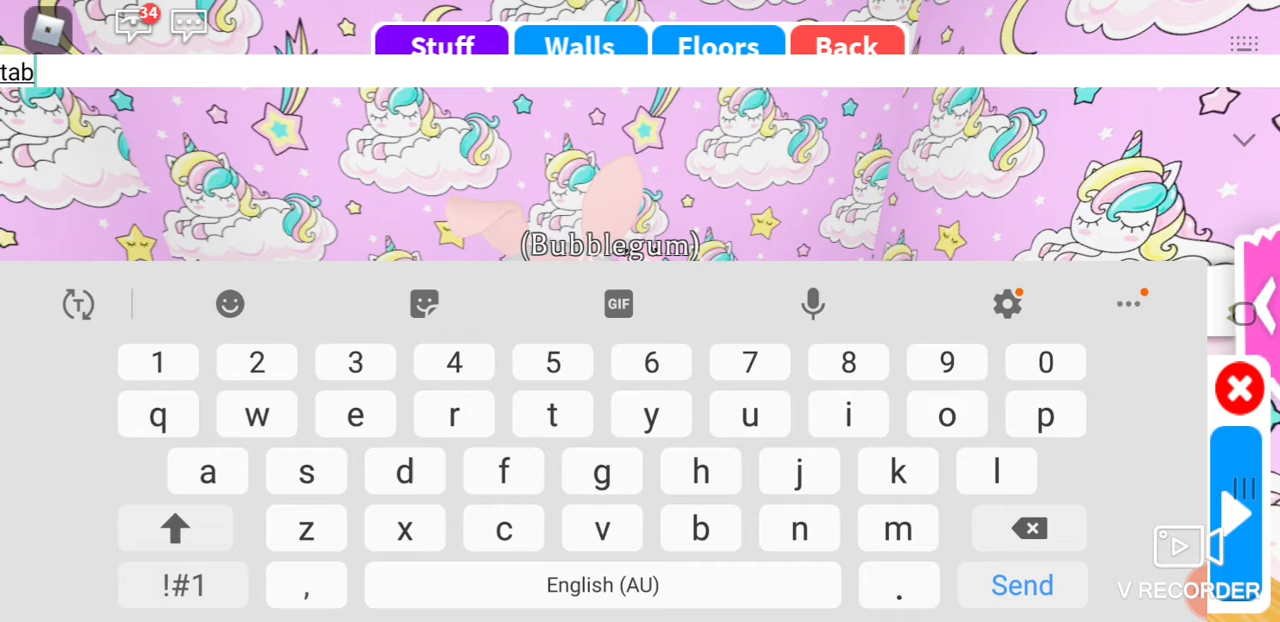 34
Stuff Walls Floors Back
tab
(Bubblegum)
T GIF
1 2 3 4 5 6 7 8 9 0
q w e r t y u i o p
a s d f g h j k l
z x c v b n m
!#1 , English (AU) . Send
V RECORDER